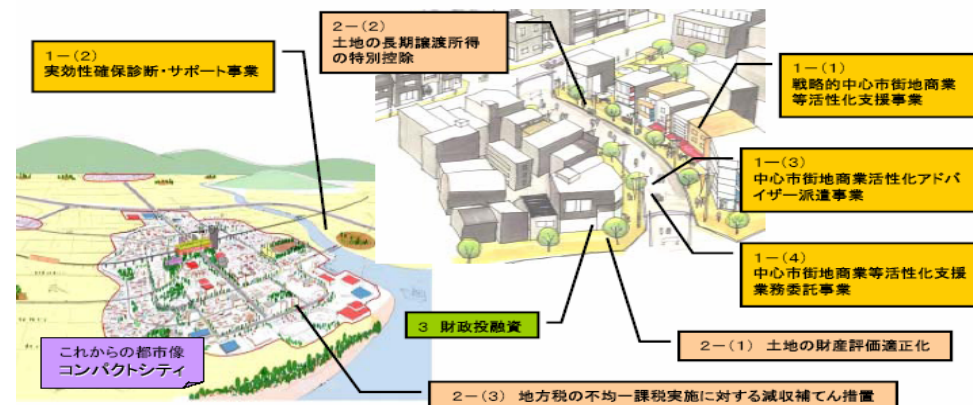 2－(2)
土地の長期譲渡所得
の特別控除
1－(2)
実効性確保診断・サポート事業
1－(1)
戦略的中心市街地商業
等活性化支援事業
1－(3)
中心市街地商業活性化アドバ
イザー派遣事業
1－(4)
中心市街地商業等活性化支援
業務委託事業
3 財政投融資
2－(1) 土地の財産評価適正化
これからの都市像
コンパクトシティ
2－(3) 地方税の不均一課税実施に対する減収補てん措置